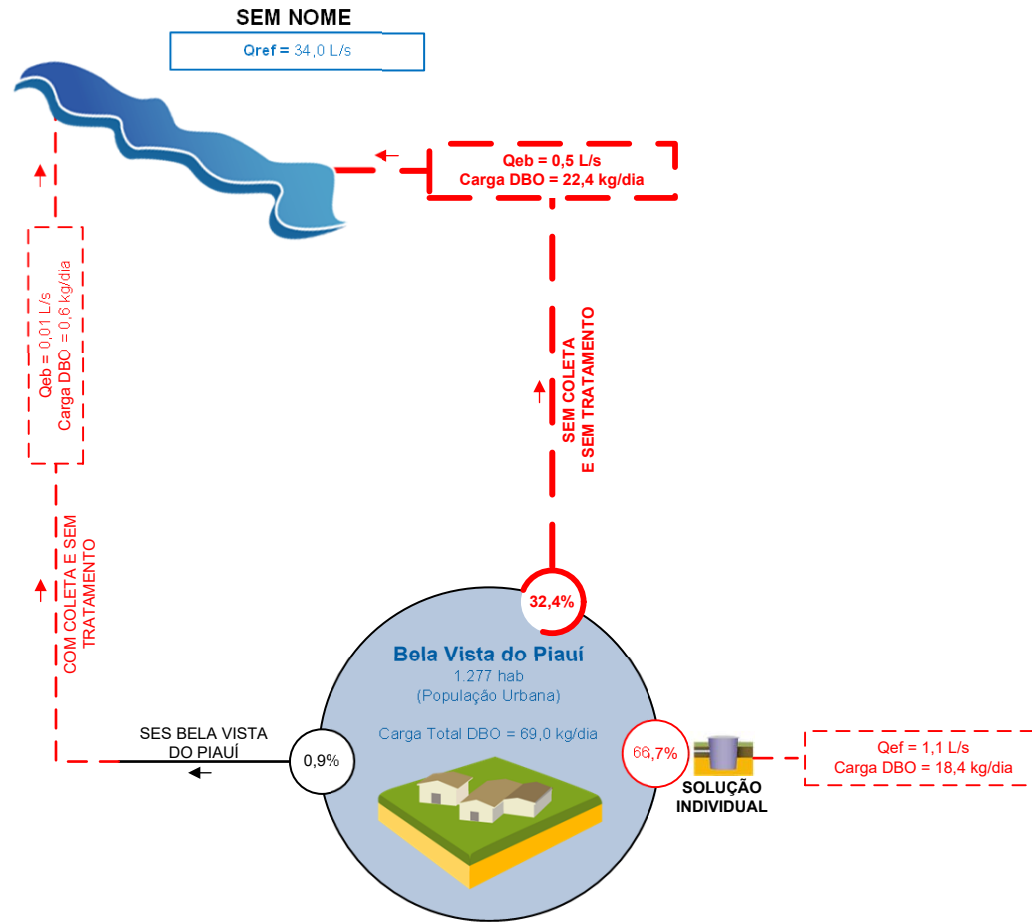 SEM NOME
Qref = 34,0 L/s
Qeb = 0,5 L/s
Carga DBO = 22,4 kg/dia
Qeb = 0,01 L/s
Carga DBO = 0,6 kg/dia
SEM COLETA
E SEM TRATAMENTO
COM COLETA E SEM
TRATAMENTO
32,4%
Bela Vista do Piauí
1.277 hab
(População Urbana)
Carga Total DBO = 69,0 kg/dia
SES BELA VISTA
DO PIAUÍ
0,9%
66,7%
SOLUÇÃO
INDIVIDUAL
Qef = 1,1 L/s
Carga DBO = 18,4 kg/dia